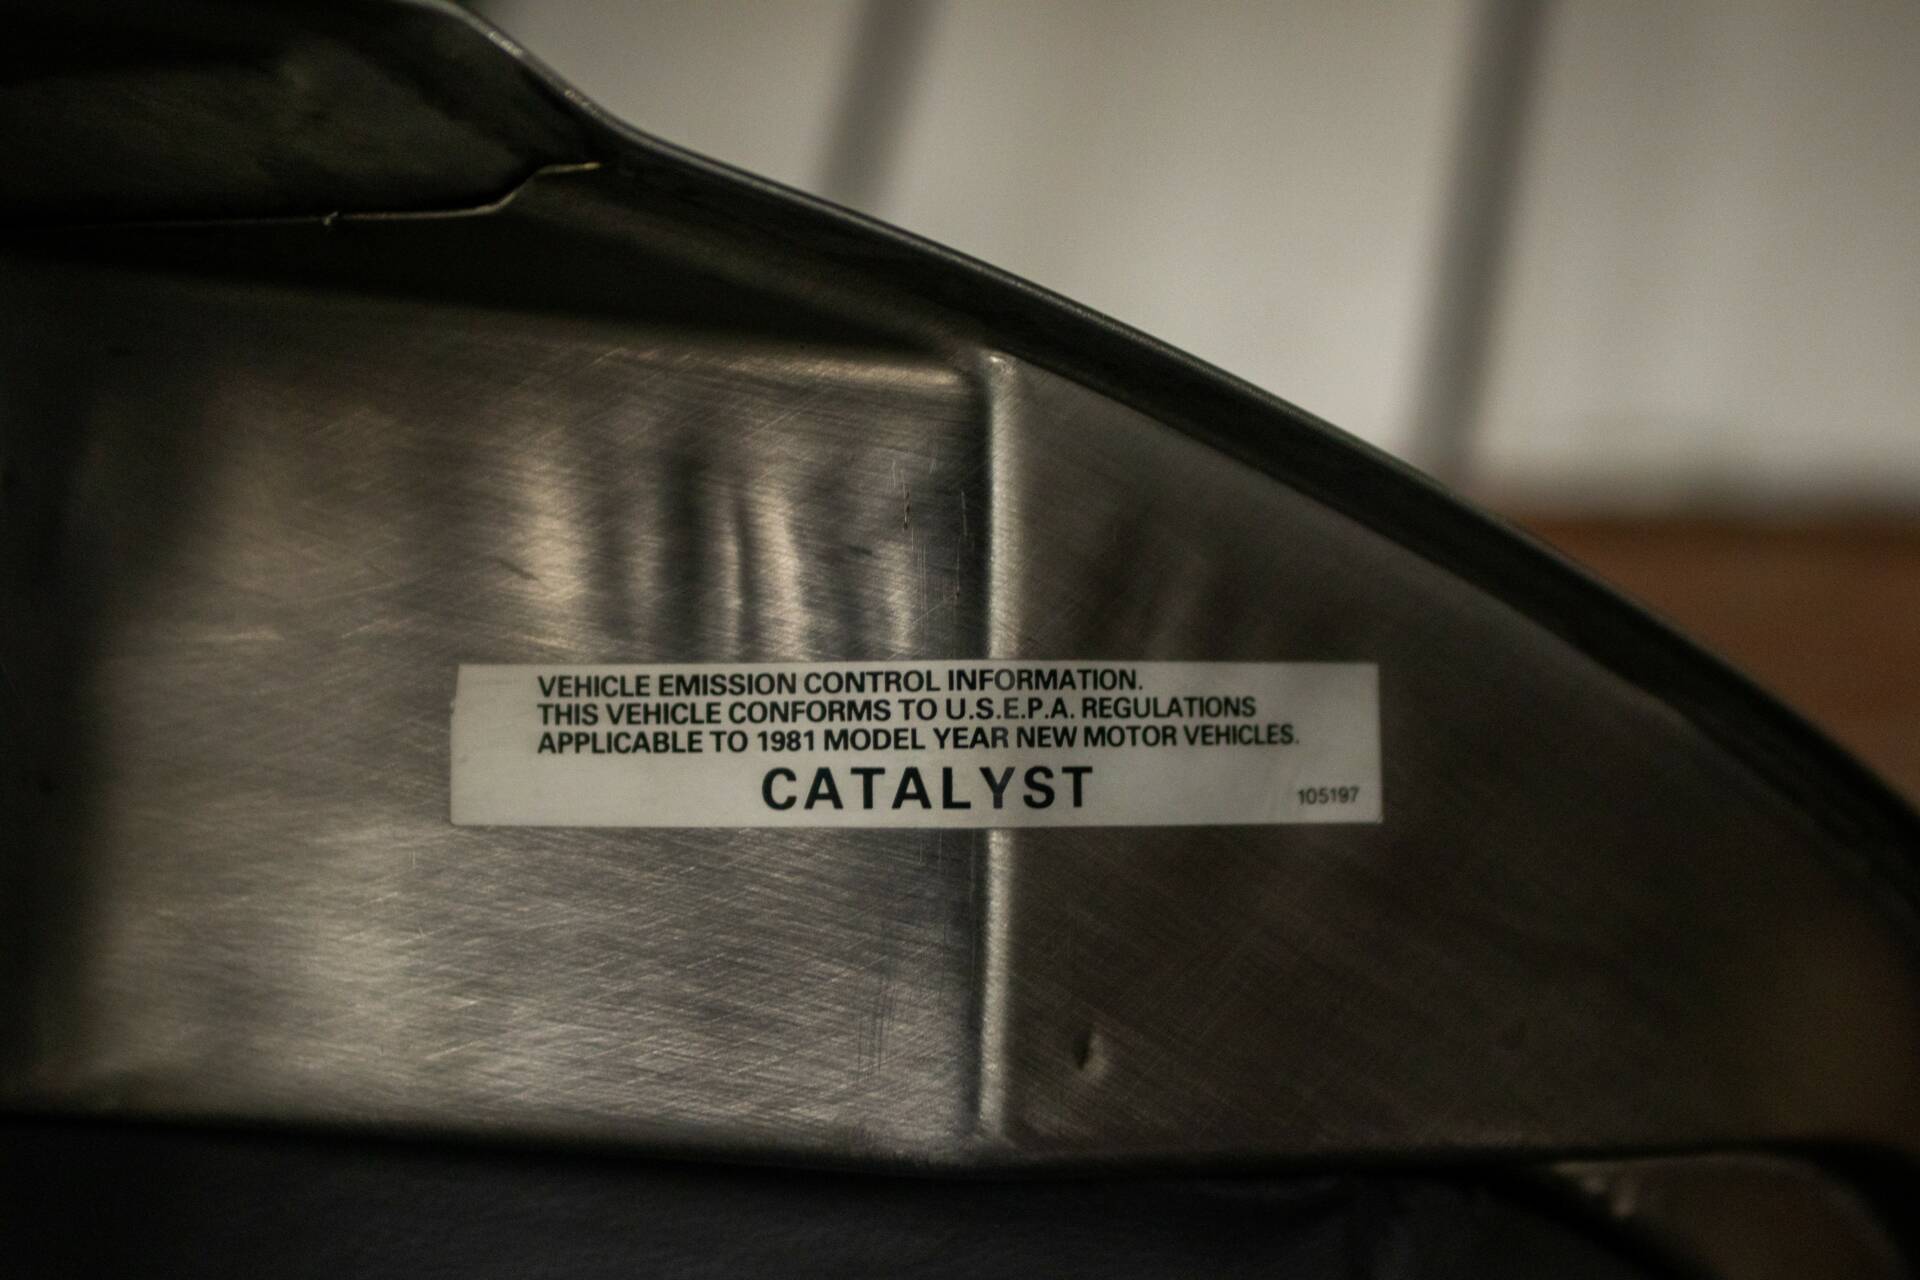 VEHICLE EMISSION CONTROL INFORMATION.
THIS VEHICLE CONFORMS TO U.S.E.P.A. REGULATIONS
APPLICABLE TO 1981 MODEL YEAR NEW MOTOR VEHICLES.
CATALYST
105197